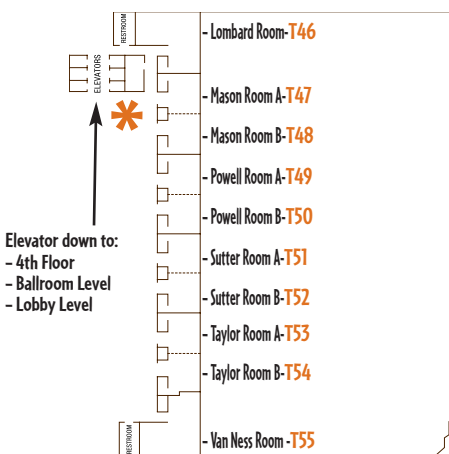 RESTROOM
– Lombard Room-T46
ELEVATORS
– Mason Room A-T47
– Mason Room B-T48
– Powell Room A-T49
– Powell Room B-T50
Elevator down to:
– 4th Floor
– Ballroom Level
– Lobby Level
– Sutter Room A-T51
– Sutter Room B-T52
– Taylor Room A-T53
– Taylor Room B-T54
RESTROOM
– Van Ness Room -T55